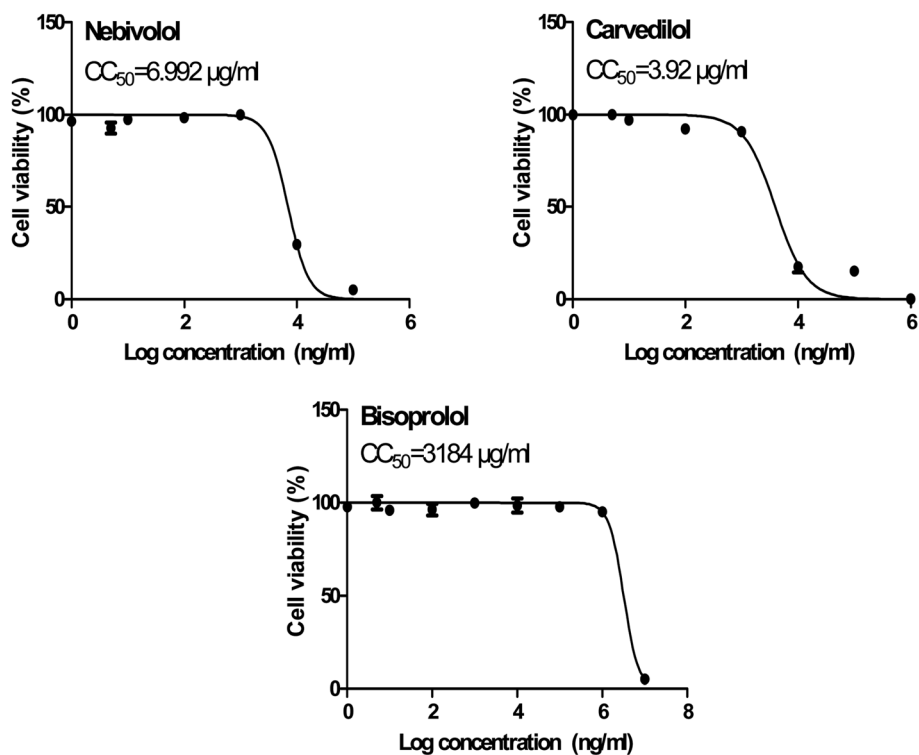 Nebivolol
CC50=6.992 µg/ml
Cell viability (%)
150
100
50
0
0 2 4 6
Log concentration (ng/ml)
Carvedilol
CC50=3.92 µg/ml
Cell viability (%)
150
100
50
0
0 2 4 6
Log concentration (ng/ml)
Bisoprolol
CC50=3184 µg/ml
Cell viability (%)
150
100
50
0
0 2 4 6 8
Log concentration (ng/ml)